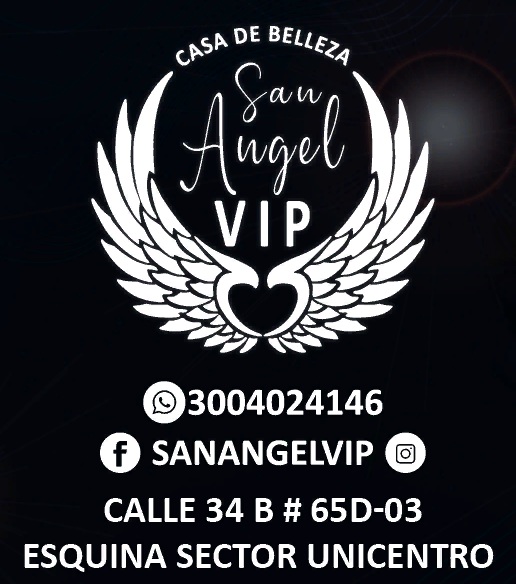 CASA DE BELLEZA
San
Angel
VIP
3004024146
SANANGELVIP
CALLE 34 B # 65D-03
ESQUINA SECTOR UNICENTRO